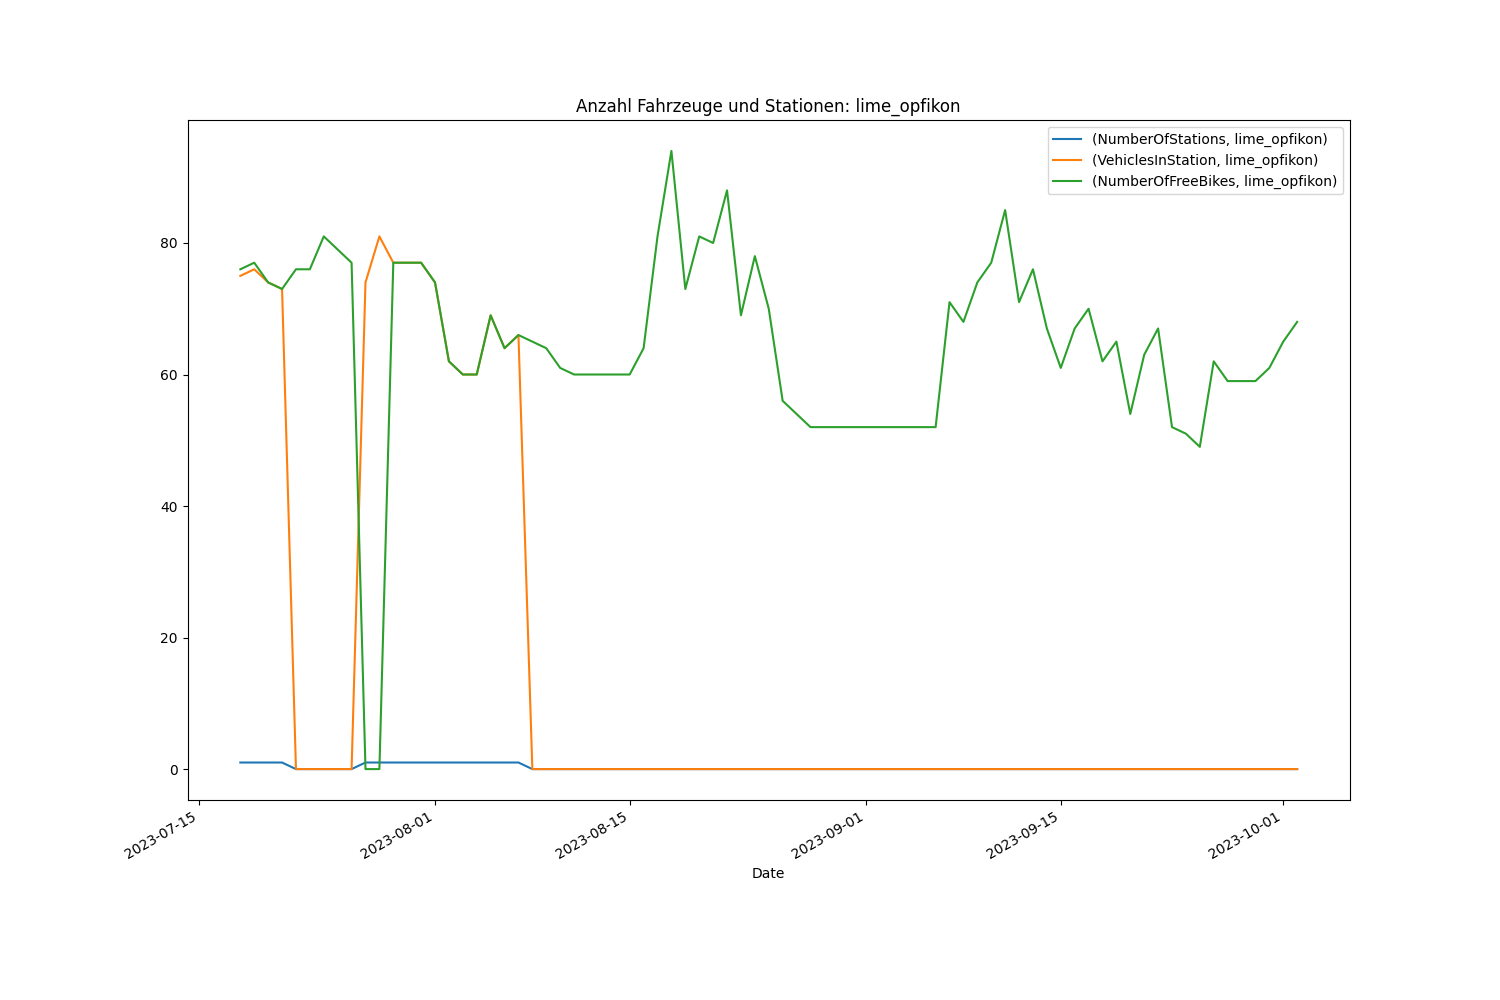 Anzahl Fahrzeuge und Stationen: lime_opfikon
(NumberOfStations, lime_opfikon)
(VehiclesInStation, lime_opfikon)
(NumberOfFreeBikes, lime_opfikon)
80
60
40
20
0
2023-07-15
2023-08-01
2023-08-15
2023-09-01
2023-09-15
2023-10-01
Date